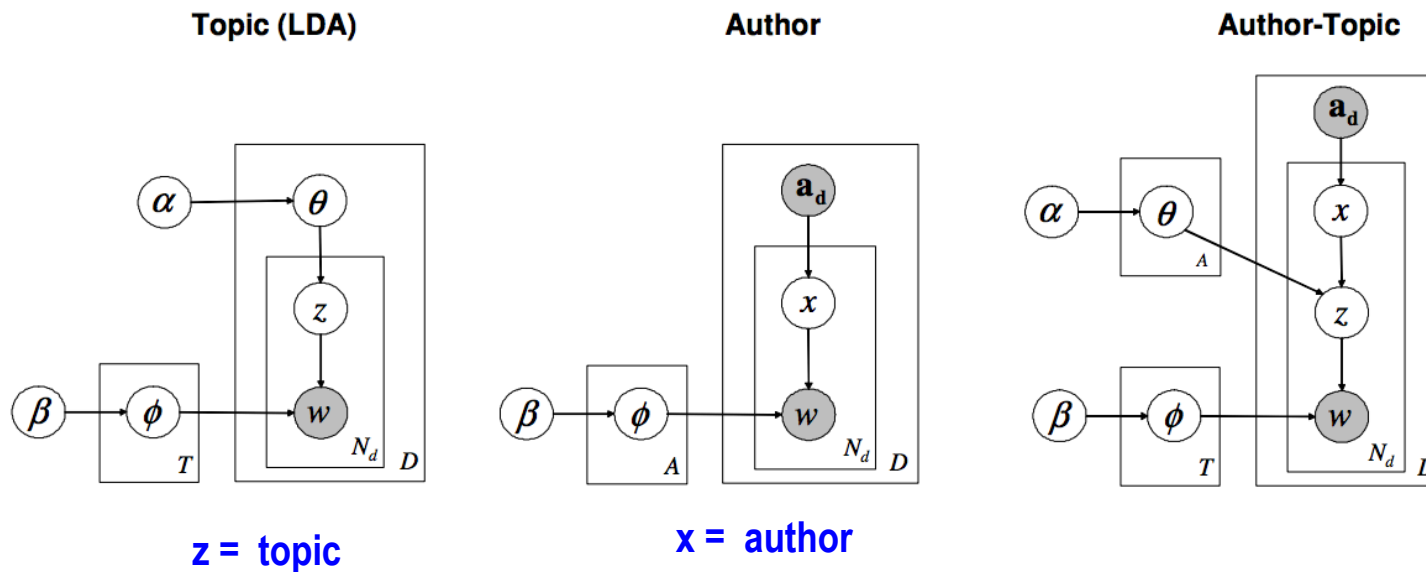 Topic (LDA)
α
θ
z
β
φ
w
T
N_d
D
z = topic
Author
a_d
x
β
φ
w
A
N_d
D
x = author
Author-Topic
a_d
α
θ
A
x
z
β
φ
w
T
N_d